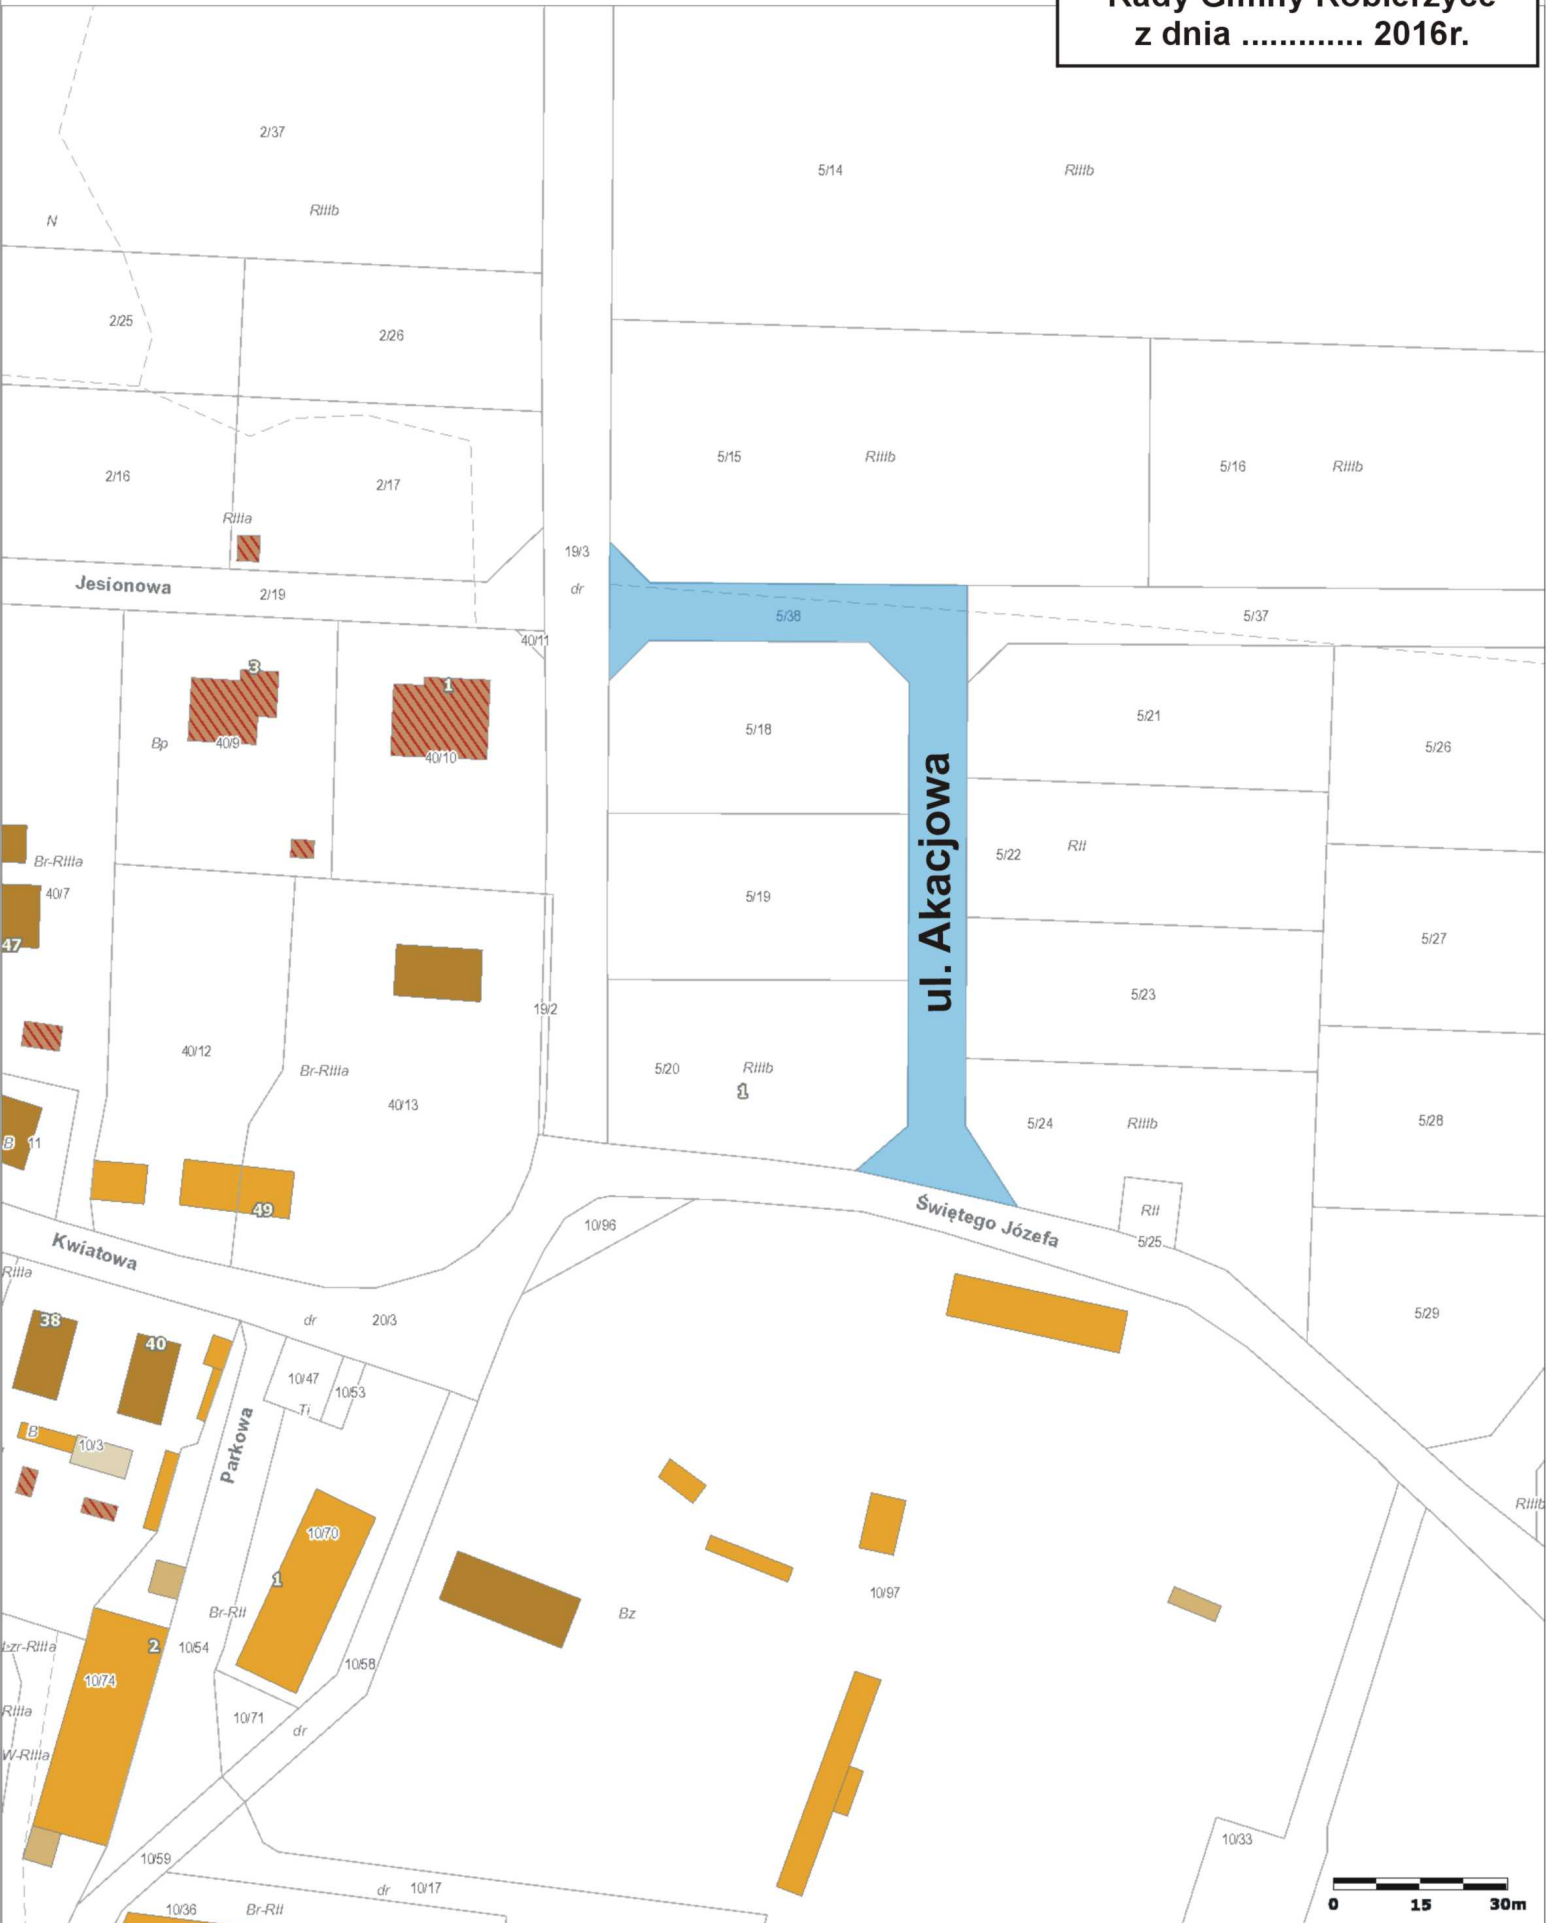 Rady Gminy Kobierzyce
z dnia ............. 2016r.
2/37
5/14
RIIIb
RIIIb
N
2/25
2/26
5/15
RIIIb
5/16
RIIIb
2/16
2/17
RIIIa
19/3
Jesionowa
2/19
dr
5/38
5/37
40/11
3
1
5/21
5/18
Bp
40/9
40/10
5/26
ul. Akacjowa
Br-RIIIa
40/7
5/22
RII
5/19
47
5/27
5/23
19/2
40/12
Br-RIIIa
5/20
RIIIb
1
40/13
5/24
RIIIb
5/28
B
11
49
RII
Świętego Józefa
10/96
5/25
Kwiatowa
RIIIa
dr
20/3
5/29
38
40
10/47
10/53
Ti
B
10/3
Parkowa
RIIIb
10/70
1
10/97
Br-RII
Bz
2
10/54
Łzr-RIIIa
10/58
10/74
RIIIa
10/71
dr
W-RIIIa
10/33
10/59
dr
10/17
10/36
Br-RII
0 15 30m